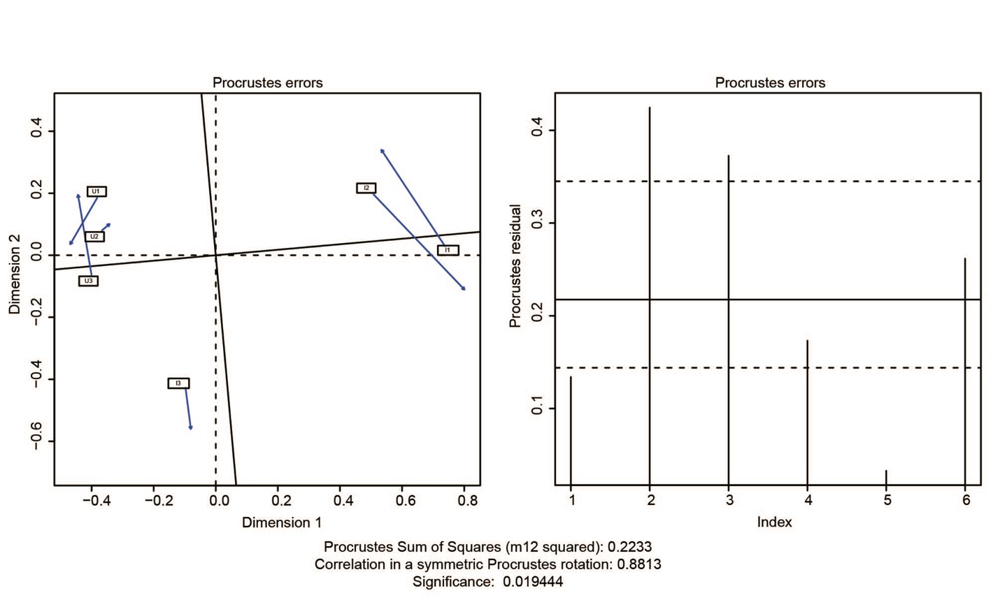 Procrustes errors
Dimension 2
0.4
0.2
0.0
−0.2
−0.4
−0.6
U1
U2
U3
I2
I1
I3
−0.4 −0.2 0.0 0.2 0.4 0.6 0.8
Dimension 1
Procrustes errors
Procrustes residual
0.4
0.3
0.2
0.1
1 2 3 4 5 6
Index
Procrustes Sum of Squares (m12 squared): 0.2233
Correlation in a symmetric Procrustes rotation: 0.8813
Significance: 0.019444